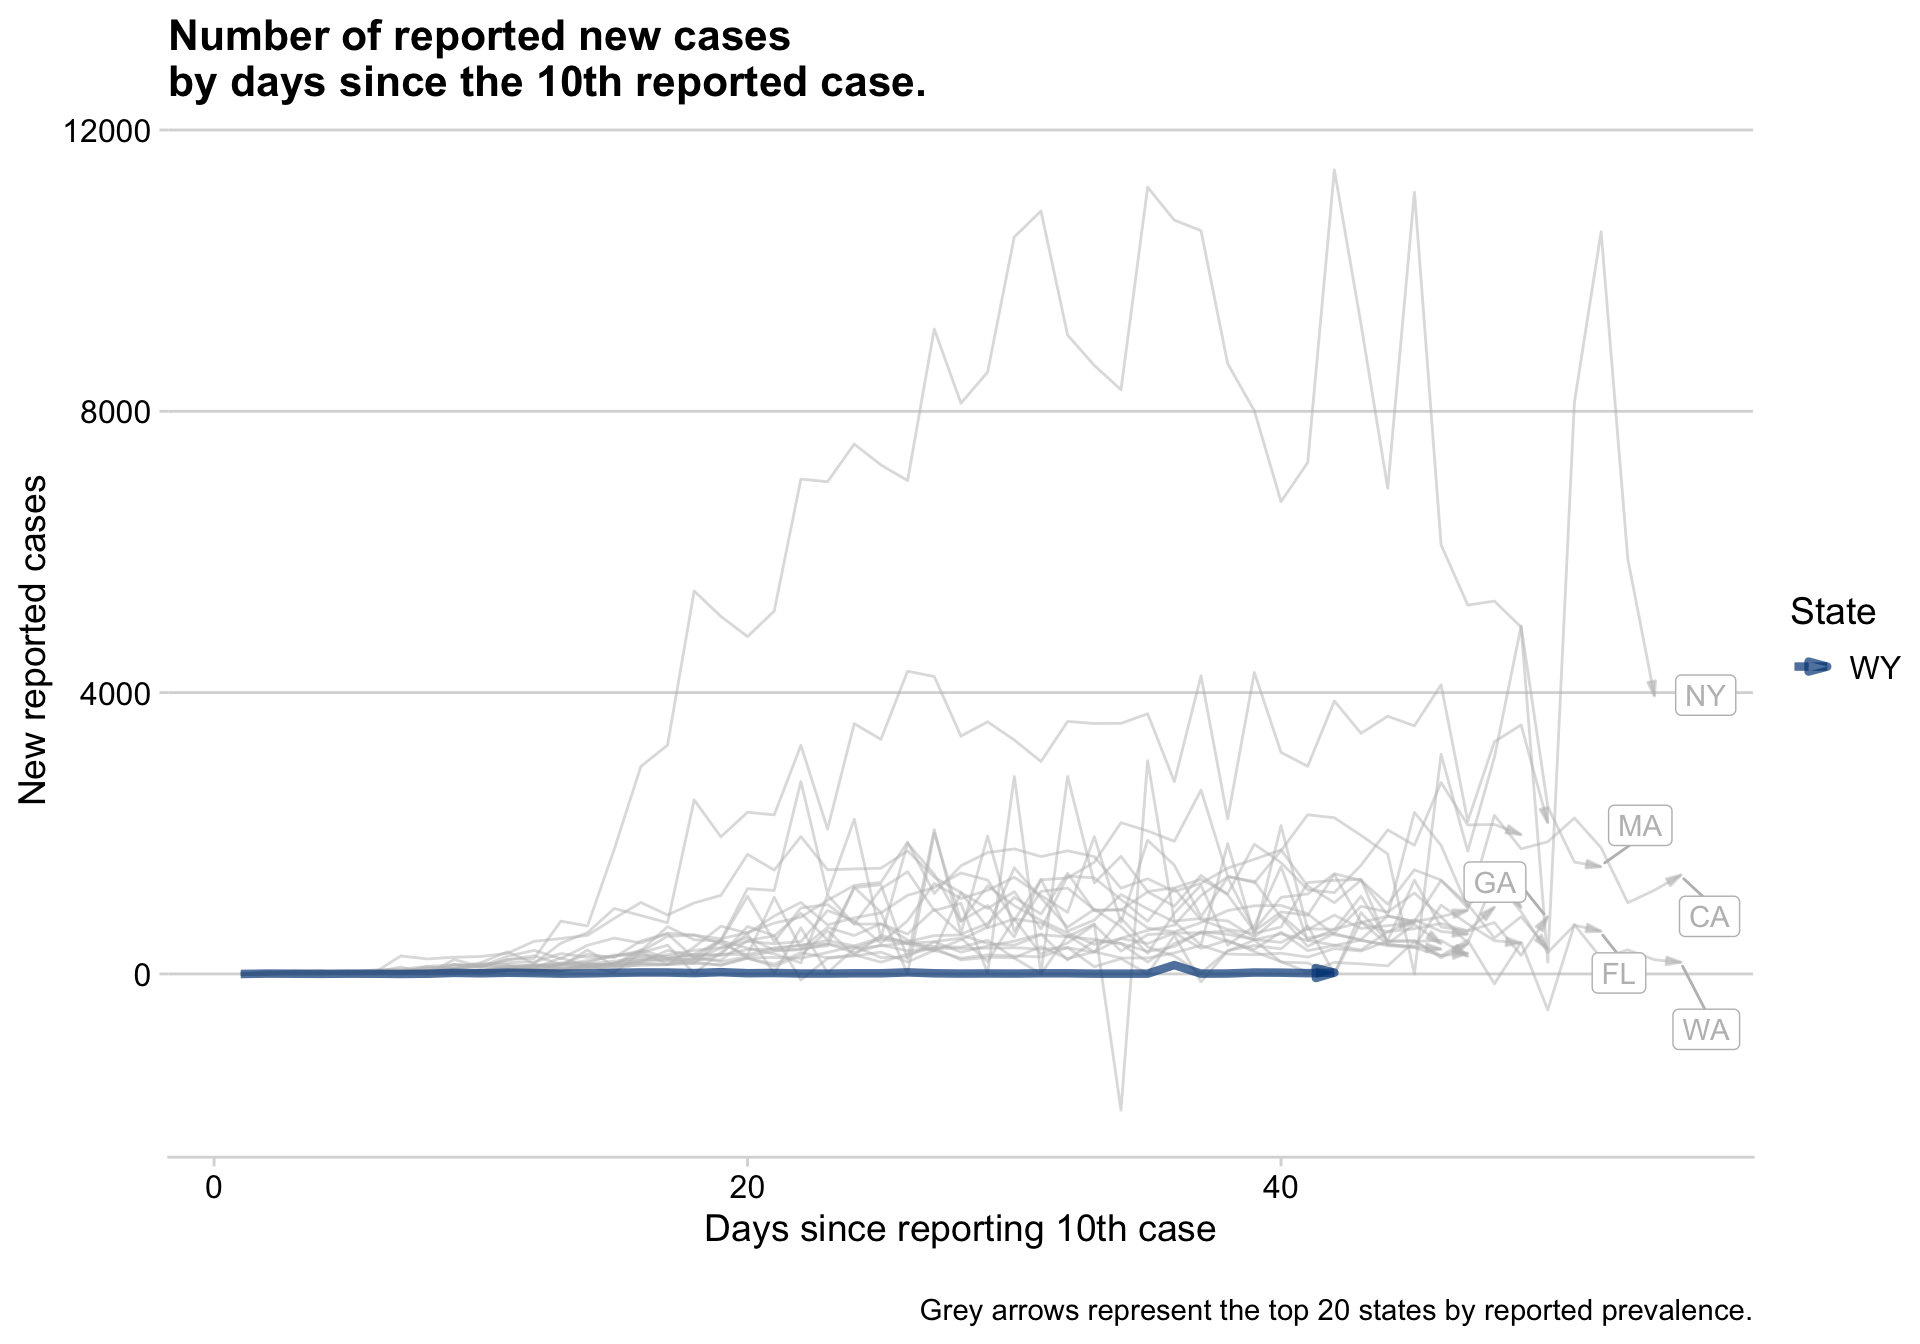 Number of reported new cases
by days since the 10th reported case.
12000
8000
4000
0
New reported cases
NY
MA
GA
CA
FL
WA
State
WY
0
20
40
Days since reporting 10th case
Grey arrows represent the top 20 states by reported prevalence.